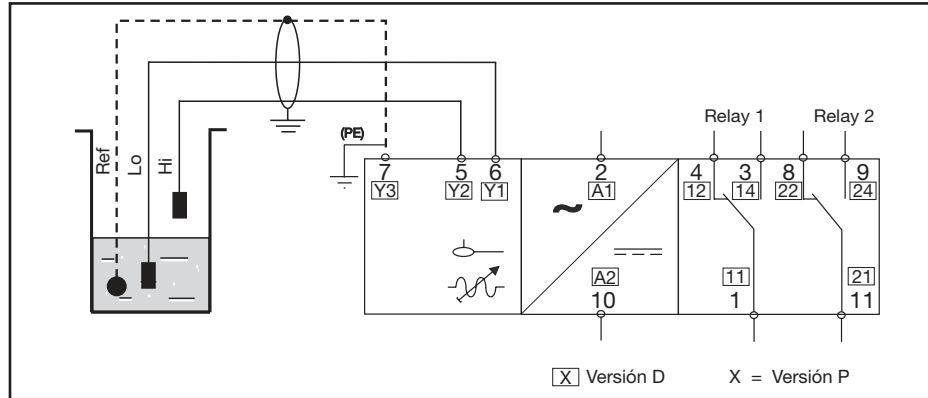 Relay 1 Relay 2
(PE)
Ref
Lo
Hi
7 5 6 2 4 3 8 9
Y3 Y2 Y1 A1 12 14 22 24
~
A2 11 21
10 1 11
X Versión D X = Versión P